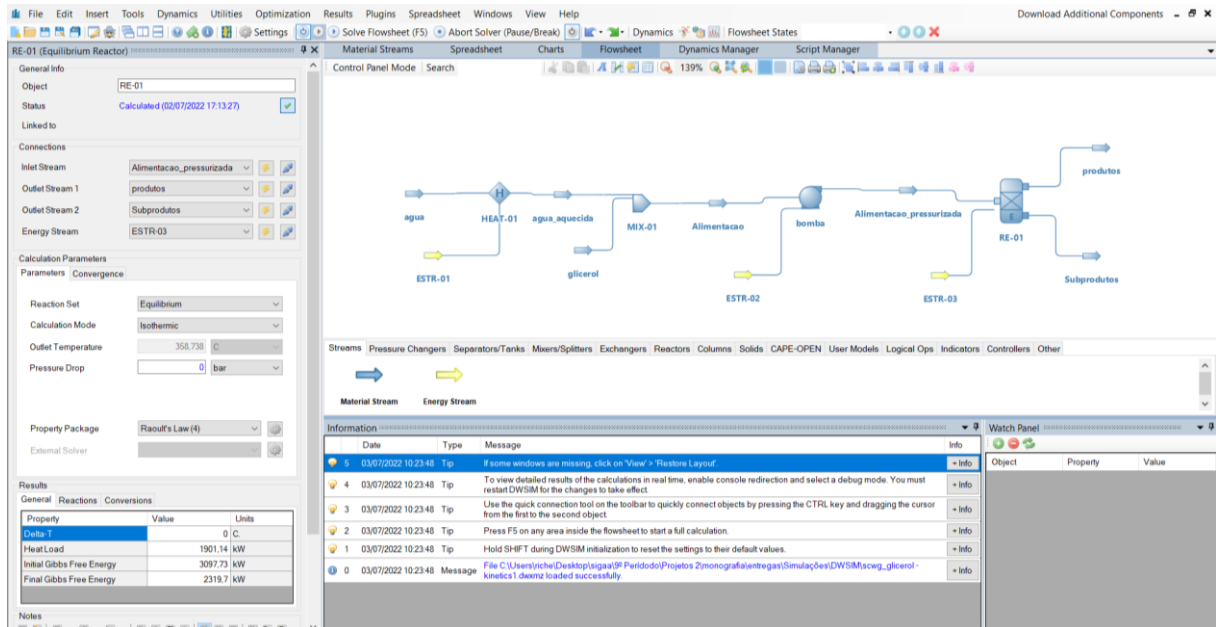 File Edit Insert Tools Dynamics Utilities Optimization Results Plugins Spreadsheet Windows View Help Download Additional Components
Settings Solve Flowsheet (F5) Abort Solver (Pause/Break) Dynamics Flowsheet States
RE-01 (Equilibrium Reactor)
General Info
Object RE-01
Status Calculated (02/07/2022 17:13:27)
Linked to
Connections
Inlet Stream Alimentacao_pressurizada
Outlet Stream 1 produtos
Outlet Stream 2 Subprodutos
Energy Stream ESTR-03
Calculation Parameters
Parameters Convergence
Reaction Set Equilibrium
Calculation Mode Isothermic
Outlet Temperature 358,738 C
Pressure Drop 0 bar
Property Package Raoult's Law (4)
External Solver
Results
General Reactions Conversions
Property Value Units
Delta-T 0 C.
Heat Load 1901,14 kW
Initial Gibbs Free Energy 3097,73 kW
Final Gibbs Free Energy 2319,7 kW
Notes
Material Streams Spreadsheet Charts Flowsheet Dynamics Manager Script Manager
Control Panel Mode Search 139%
produtos
agua
H
HEAT-01
agua_aquecida
MIX-01
Alimentacao
bomba
Alimentacao_pressurizada
E
RE-01
ESTR-01
glicerol
ESTR-02
ESTR-03
Subprodutos
Streams Pressure Changers Separators/Tanks Mixers/Splitters Exchangers Reactors Columns Solids CAPE-OPEN User Models Logical Ops Indicators Controllers Other
Material Stream Energy Stream
Information
Date Type Message Info
5 03/07/2022 10:23:48 Tip If some windows are missing, click on 'View' > 'Restore Layout'. + Info
4 03/07/2022 10:23:48 Tip To view detailed results of the calculations in real time, enable console redirection and select a debug mode. You must
restart DWSIM for the changes to take effect. + Info
3 03/07/2022 10:23:48 Tip Use the quick connection tool on the toolbar to quickly connect objects by pressing the CTRL key and dragging the cursor
from the first to the second object. + Info
2 03/07/2022 10:23:48 Tip Press F5 on any area inside the flowsheet to start a full calculation. + Info
1 03/07/2022 10:23:48 Tip Hold SHIFT during DWSIM initialization to reset the settings to their default values. + Info
0 03/07/2022 10:23:48 Message File C:\Users\riche\Desktop\sigaa\9º Perídodo\Projetos 2\monografia\entregas\Simulações\DWSIM\scwg_glicerol -
kinetics1.dwxmz loaded successfully. + Info
Watch Panel
Object Property Value